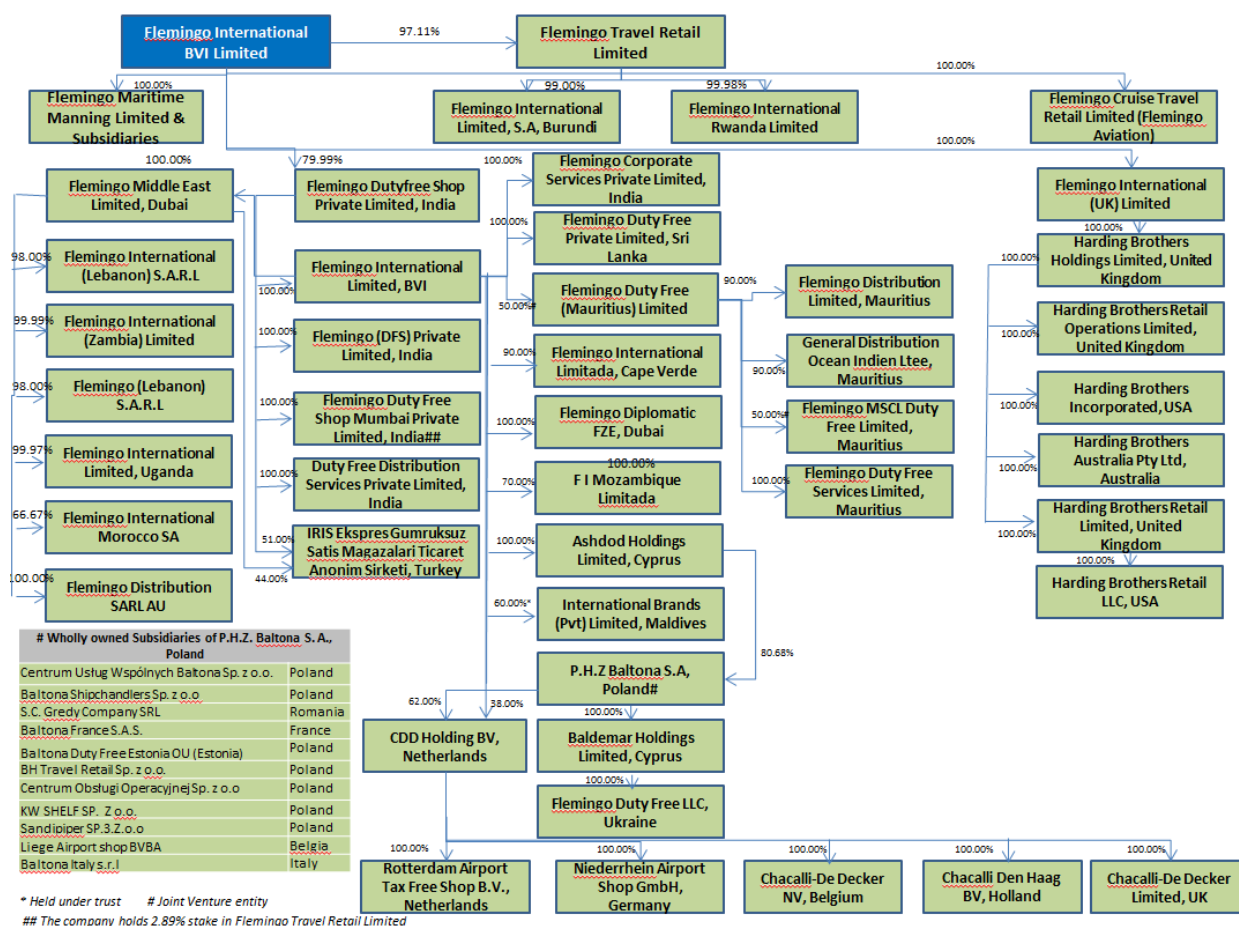 Flemingo International
BVI Limited
97.11%
Flemingo Travel Retail
Limited
100.00%
99.00%
99.98%
100.00%
Flemingo Maritime
Manning Limited &
Subsidiaries
Flemingo International
Limited, S.A, Burundi
Flemingo International
Rwanda Limited
Flemingo Cruise Travel
Retail Limited (Flemingo
Aviation)
100.00%
79.99%
100.00%
100.00%
Flemingo Middle East
Limited, Dubai
Flemingo Dutyfree Shop
Private Limited, India
Flemingo Corporate
Services Private Limited,
India
Flemingo International
(UK) Limited
100.00%
98.00%
Flemingo International
(Lebanon) S.A.R.L
100.00%
Flemingo International
Limited, BVI
100.00%
Flemingo Duty Free
Private Limited, Sri
Lanka
100.00%
Harding Brothers
Holdings Limited, United
Kingdom
99.99%
Flemingo International
(Zambia) Limited
100.00%
Flemingo (DFS) Private
Limited, India
50.00%#
Flemingo Duty Free
(Mauritius) Limited
90.00%
Flemingo Distribution
Limited, Mauritius
100.00%
Harding Brothers Retail
Operations Limited,
United Kingdom
98.00%
Flemingo (Lebanon)
S.A.R.L
100.00%
Flemingo Duty Free
Shop Mumbai Private
Limited, India##
90.00%
Flemingo International
Limitada, Cape Verde
90.00%
General Distribution
Ocean Indien Ltee,
Mauritius
100.00%
Harding Brothers
Incorporated, USA
99.97%
Flemingo International
Limited, Uganda
100.00%
Duty Free Distribution
Services Private Limited,
India
100.00%
Flemingo Diplomatic
FZE, Dubai
50.00%#
Flemingo MSCL Duty
Free Limited,
Mauritius
100.00%
Harding Brothers
Australia Pty Ltd,
Australia
66.67%
Flemingo International
Morocco SA
51.00%
44.00%
IRIS Ekspres Gumruksuz
Satis Magazalari Ticaret
Anonim Sirketi, Turkey
70.00%
100.00%
F I Mozambique
Limitada
100.00%
Flemingo Duty Free
Services Limited,
Mauritius
100.00%
Harding Brothers Retail
Limited, United
Kingdom
100.00%
Flemingo Distribution
SARL AU
100.00%
Ashdod Holdings
Limited, Cyprus
100.00%
Harding Brothers Retail
LLC, USA
60.00%*
International Brands
(Pvt) Limited, Maldives
80.68%
P.H.Z Baltona S.A,
Poland#
62.00%
38.00%
100.00%
CDD Holding BV,
Netherlands
Baldemar Holdings
Limited, Cyprus
100.00%
Flemingo Duty Free LLC,
Ukraine
100.00%
100.00%
100.00%
100.00%
100.00%
Rotterdam Airport
Tax Free Shop B.V.,
Netherlands
Niederrhein Airport
Shop GmbH,
Germany
Chacalli-De Decker
NV, Belgium
Chacalli Den Haag
BV, Holland
Chacalli-De Decker
Limited, UK
# Wholly owned Subsidiaries of P.H.Z. Baltona S. A.,
Poland
Centrum Usług Wspólnych Baltona Sp. z o.o. Poland
Baltona Shipchandlers Sp. z o.o Poland
S.C. Gredy Company SRL Romania
Baltona France S.A.S. France
Baltona Duty Free Estonia OU (Estonia) Poland
BH Travel Retail Sp. z o.o. Poland
Centrum Obsługi Operacyjnej Sp. z o.o Poland
KW SHELF SP. Z o.o. Poland
Sandipiper SP.3.Z.o.o Poland
Liege Airport shop BVBA Belgia
Baltona Italy s.r.l Italy
* Held under trust # Joint Venture entity
## The company holds 2.89% stake in Flemingo Travel Retail Limited